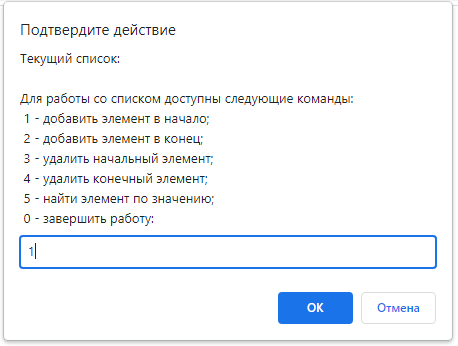 Подтвердите действие
Текущий список:
Для работы со списком доступны следующие команды:
1 - добавить элемент в начало;
2 - добавить элемент в конец;
3 - удалить начальный элемент;
4 - удалить конечный элемент;
5 - найти элемент по значению;
0 - завершить работу:
1
ОК Отмена